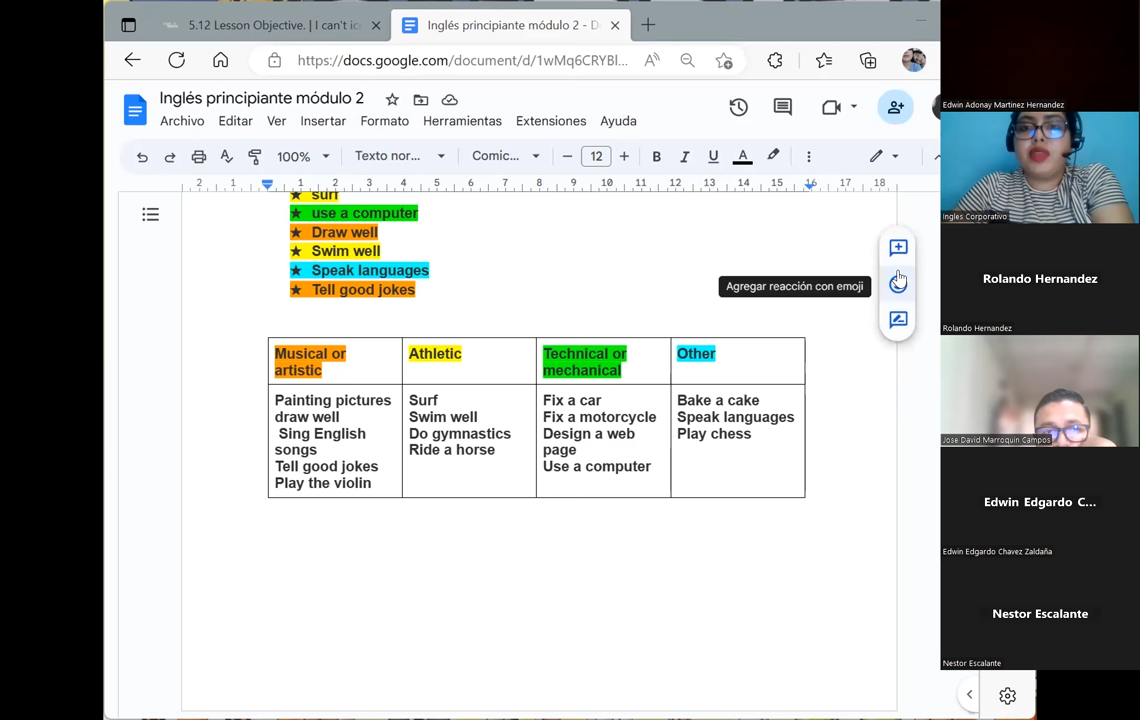 5.12 Lesson Objective. | I can't ic
Inglés principiante módulo 2 - D
https://docs.google.com/document/d/1wMq6CRYBl...
Inglés principiante módulo 2
Archivo Editar Ver Insertar Formato Herramientas Extensiones Ayuda
100% Texto nor... Comic... 12 B I U A
2 1 1 2 3 4 5 6 7 8 9 10 11 12 13 14 15 16 17 18
★ surf
★ use a computer
★ Draw well
★ Swim well
★ Speak languages
★ Tell good jokes
Agregar reacción con emoji
Musical or
artistic
Athletic
Technical or
mechanical
Other
Painting pictures
draw well
Sing English
songs
Tell good jokes
Play the violin
Surf
Swim well
Do gymnastics
Ride a horse
Fix a car
Fix a motorcycle
Design a web
page
Use a computer
Bake a cake
Speak languages
Play chess
Edwin Adonay Martinez Hernandez
Ingles Corporativo
Rolando Hernandez
Rolando Hernandez
Jose David Marroquin Campos
Edwin Edgardo C...
Edwin Edgardo Chavez Zaldaña
Nestor Escalante
Nestor Escalante